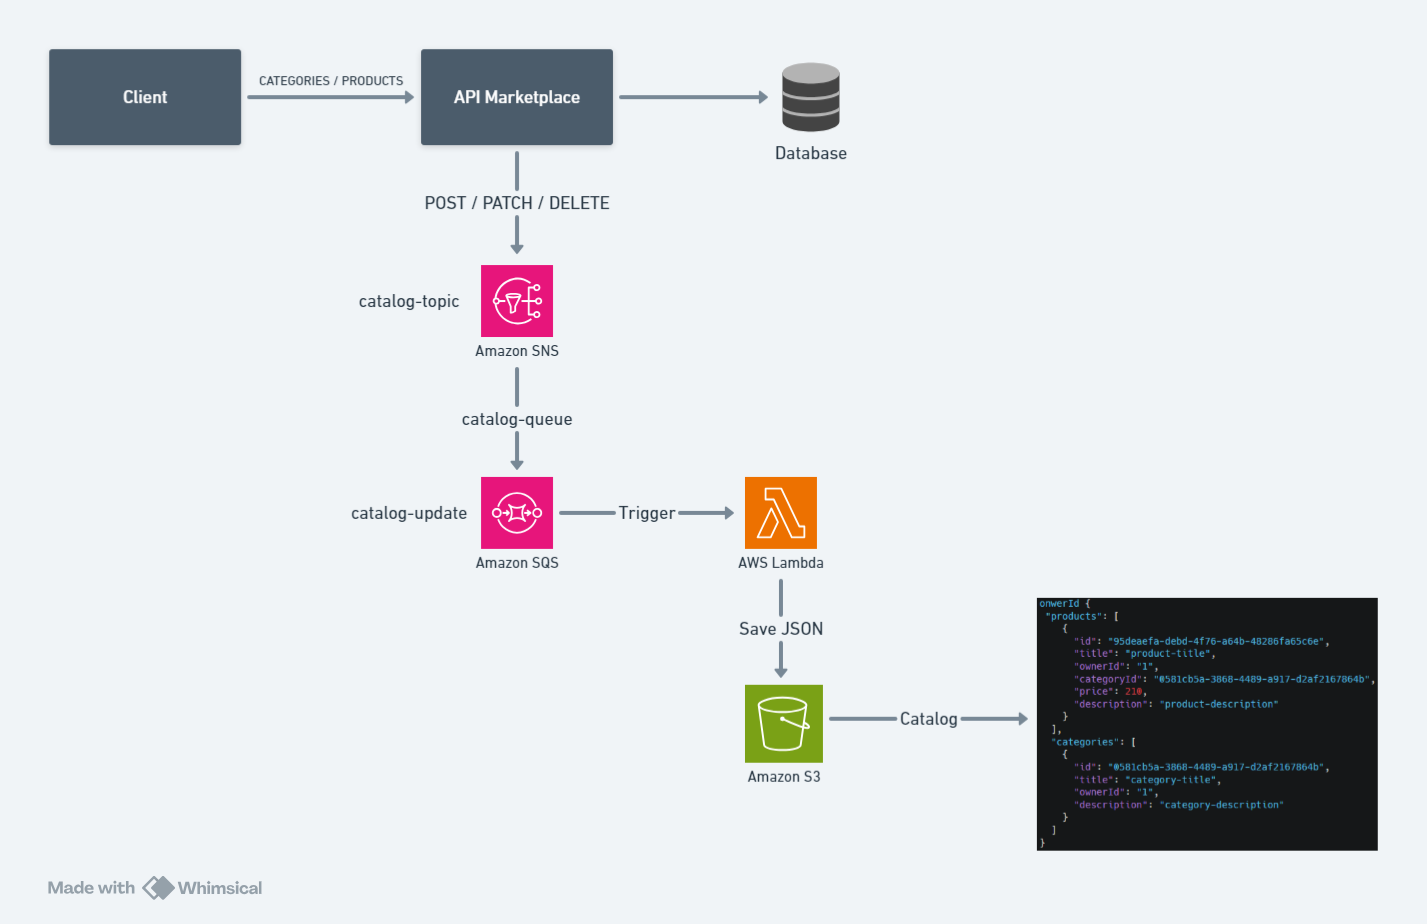 Client
CATEGORIES / PRODUCTS
API Marketplace
Database
POST / PATCH / DELETE
catalog-topic
Amazon SNS
catalog-queue
catalog-update
Amazon SQS
Trigger
AWS Lambda
Save JSON
Amazon S3
Catalog
onwerId {
"products": [
{
"id": "95deaefa-debd-4f76-a64b-48286fa65c6e",
"title": "product-title",
"ownerId": "1",
"categoryId": "0581cb5a-3868-4489-a917-d2af2167864b",
"price": 210,
"description": "product-description"
}
],
"categories": [
{
"id": "0581cb5a-3868-4489-a917-d2af2167864b",
"title": "category-title",
"ownerId": "1",
"description": "category-description"
}
]
}
Made with Whimsical